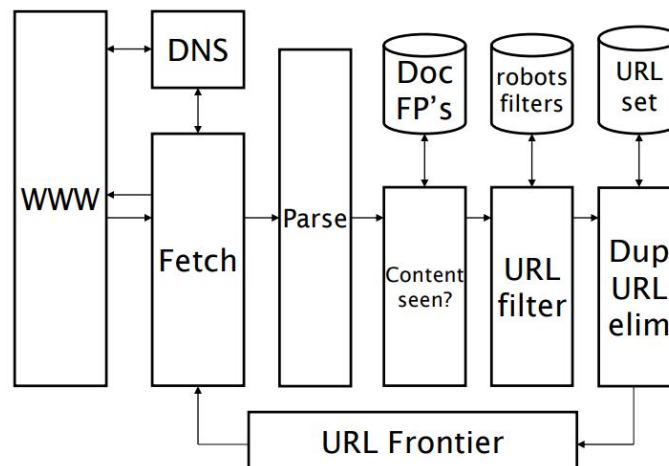 DNS
Doc
FP's
robots
filters
URL
set
WWW
Fetch
Parse
Content
seen?
URL
filter
Dup
URL
elim
URL Frontier